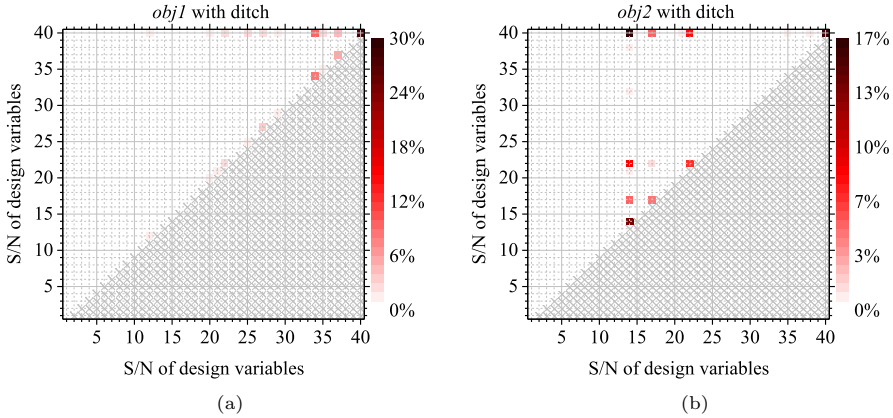 obj1 with ditch
S/N of design variables
40
35
30
25
20
15
10
5
5 10 15 20 25 30 35 40
S/N of design variables
30%
24%
18%
12%
6%
0%
(a)
obj2 with ditch
S/N of design variables
40
35
30
25
20
15
10
5
5 10 15 20 25 30 35 40
S/N of design variables
17%
13%
10%
7%
3%
0%
(b)